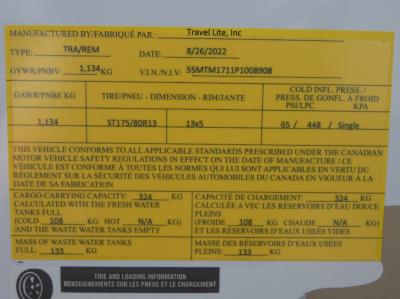 MANUFACTURED BY/FABRIQUÉ PAR: Travel Lite, Inc
TYPE: TRA/REM DATE: 8/26/2022
GVWR/PNBV: 1,134 KG V.I.N./N.I.V: 5SMTM1711P1008908
GAWR/PNBE KG TIRE/PNEU - DIMENSION - RIM/JANTE COLD INFL. PRESS./
PRESS. DE GONFL. À FROID
PSI/LPC KPA
1,134 ST175/80R13 13x5 65 / 448 / Single
THIS VEHICLE CONFORMS TO ALL APPLICABLE STANDARDS PRESCRIBED UNDER THE CANADIAN
MOTOR VEHICLE SAFETY REGULATIONS IN EFFECT ON THE DATE OF MANUFACTURE / CE
VÉHICULE EST CONFORME À TOUTES LES NORMES QUI LUI SONT APPLICABLES EN VERTU DU
RÈGLEMENT SUR LA SÉCURITÉ DES VÉHICULES AUTOMOBILES DU CANADA EN VIGUEUR À LA
DATE DE SA FABRICATION
CARGO-CARRYING CAPACITY: 324 KG
CALCULATED WITH THE FRESH WATER
TANKS FULL
(COLD 108 KG HOT N/A KG)
AND THE WASTE WATER TANKS EMPTY
CAPACITÉ DE CHARGEMENT: 324 KG
CALCULÉE A VEC LES RÉSERVOIRS D'EAU DOUCE
PLEINS
(FROIDE 108 KG CHAUDE N/A KG)
ET LES RÉSERVOIRS D'EAUX USEES VIDES
MASS OF WASTE WATER TANKS
FULL: 133 KG
MASSE DES RÉSERVOIRS D'EAUX USÉES
PLEINS: 133 KG
TIRE AND LOADING INFORMATION
RENSEIGNEMENTS SUR LES PNEUS ET LE CHARGEMENT